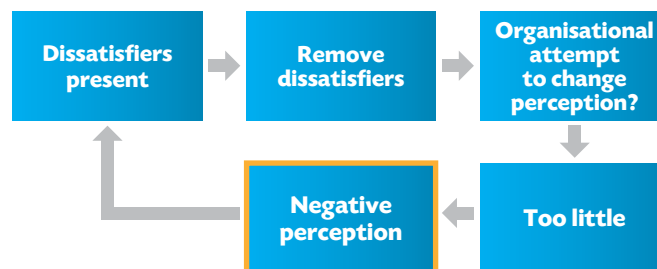 Dissatisfiers
present
Remove
dissatisfiers
Organisational
attempt
to change
perception?
Too little
Negative
perception